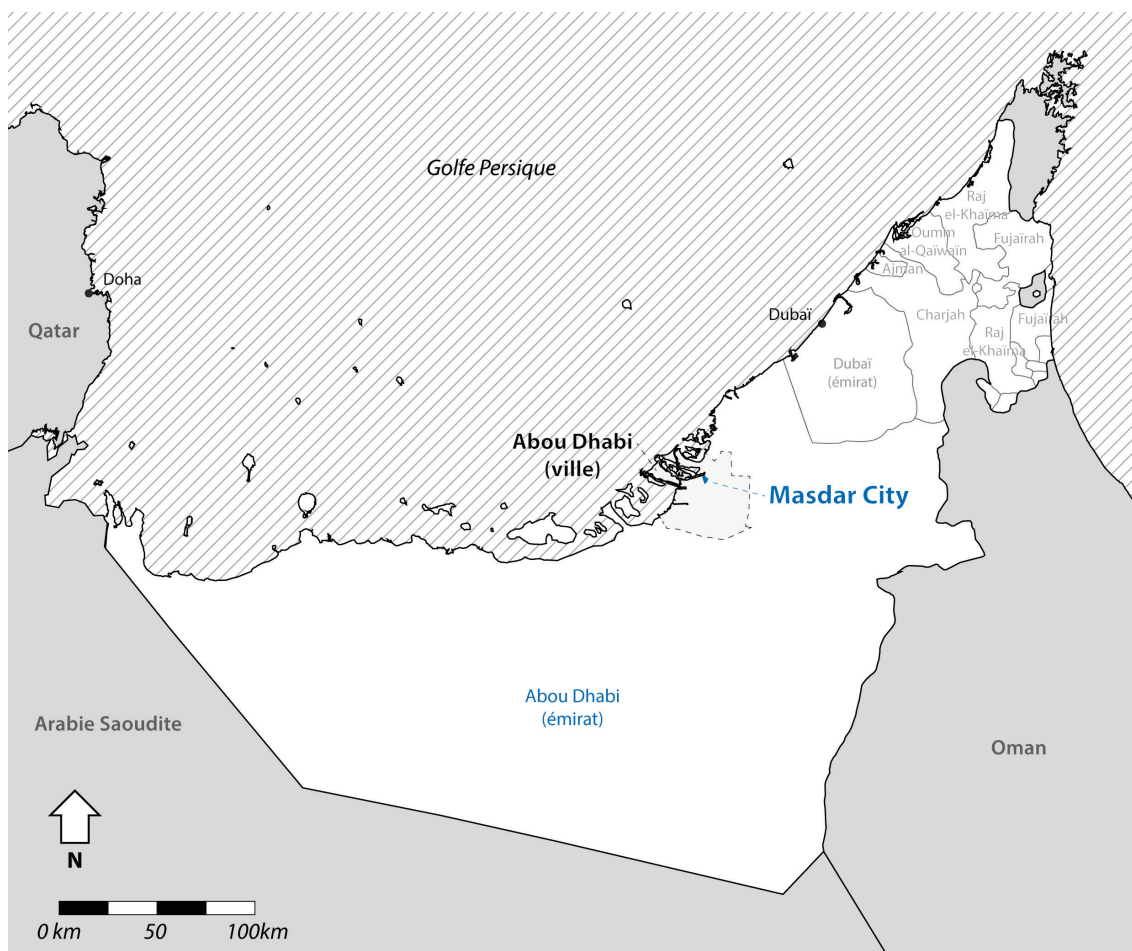 Golfe Persique
Raj
el-Khaïma
Oumm
al-Qaïwaïn
Fujaïrah
Ajman
Doha
Qatar
Dubaï
Charjah
Fujaïrah
Raj
el-Khaïma
Dubaï
(émirat)
Abou Dhabi
(ville)
Masdar City
Abou Dhabi
(émirat)
Arabie Saoudite
Oman
N
0 km
50
100km